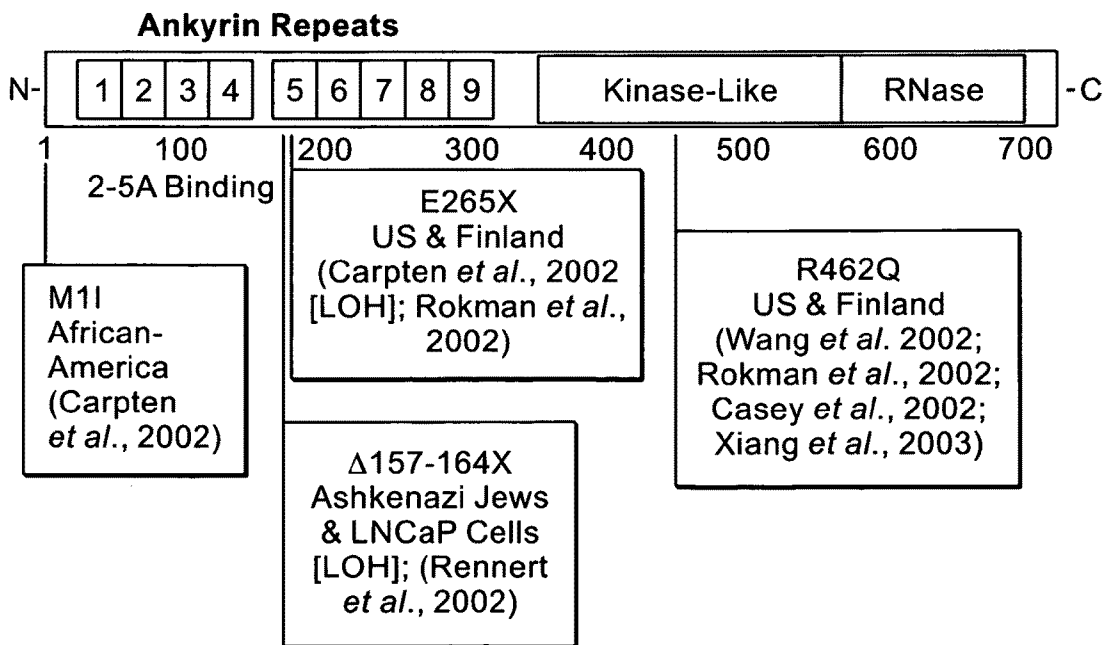 Ankyrin Repeats
N- 1 2 3 4 5 6 7 8 9 Kinase-Like RNase -C
1 100 200 300 400 500 600 700
2-5A Binding
M1I
African-
America
(Carpten
et al., 2002)
E265X
US & Finland
(Carpten et al., 2002
[LOH]; Rokman et al.,
2002)
Δ157-164X
Ashkenazi Jews
& LNCaP Cells
[LOH]; (Rennert
et al., 2002)
R462Q
US & Finland
(Wang et al. 2002;
Rokman et al., 2002;
Casey et al., 2002;
Xiang et al., 2003)